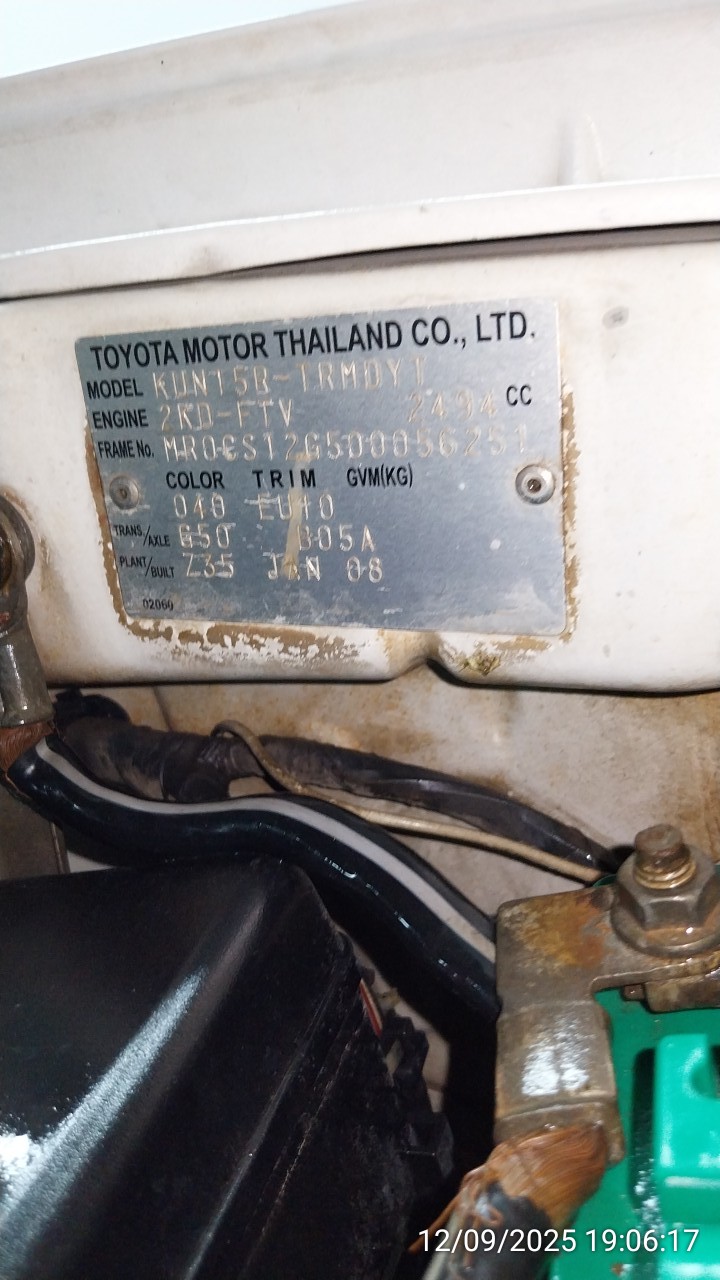 TOYOTA MOTOR THAILAND CO., LTD.
MODEL KUN15R-TRMDYT
ENGINE 2KD-FTV 2494 CC
FRAME No. MR0CS12G500056251
COLOR TRIM GVM(KG)
040 EU10
TRANS./AXLE G50 B05A
PLANT/BUILT Z35 JAN 08
02060
12/09/2025 19:06:17